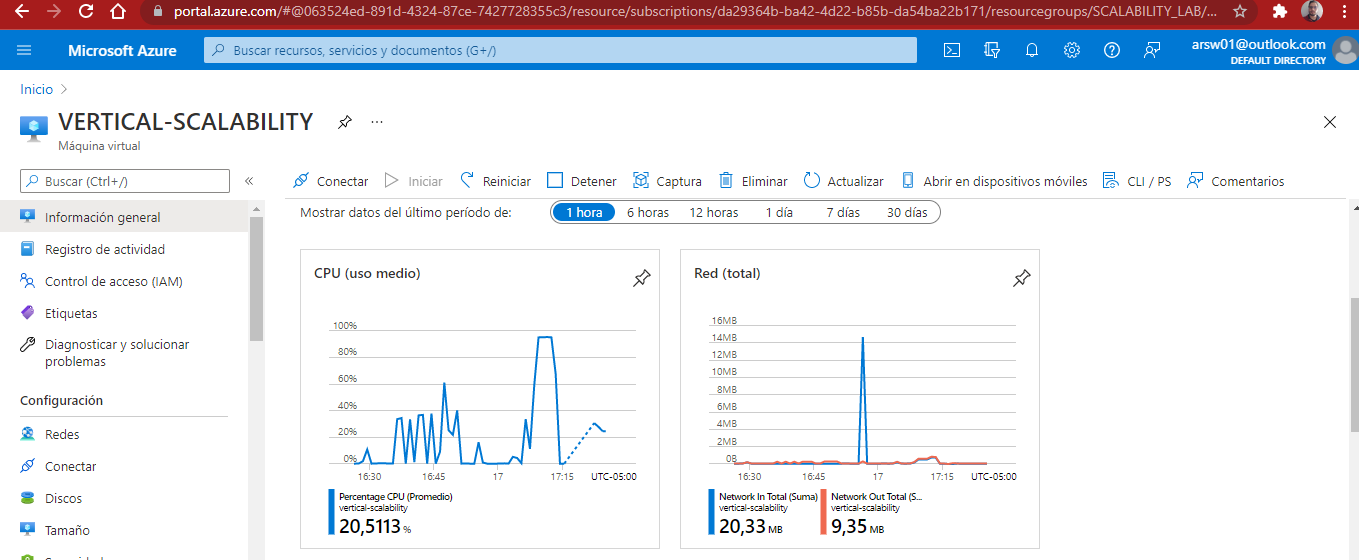 portal.azure.com/#@063524ed-891d-4324-87ce-7427728355c3/resource/subscriptions/da29364b-ba42-4d22-b85b-da54ba22b171/resourcegroups/SCALABILITY_LAB/...
Microsoft Azure
Buscar recursos, servicios y documentos (G+/)
arsw01@outlook.com
DEFAULT DIRECTORY
Inicio >
VERTICAL-SCALABILITY ...
Máquina virtual
Buscar (Ctrl+/) «
Información general
Registro de actividad
Control de acceso (IAM)
Etiquetas
Diagnosticar y solucionar
problemas
Configuración
Redes
Conectar
Discos
Tamaño
Conectar Iniciar Reiniciar Detener Captura Eliminar Actualizar Abrir en dispositivos móviles CLI / PS Comentarios
Mostrar datos del último período de: 1 hora 6 horas 12 horas 1 día 7 días 30 días
CPU (uso medio)
100%
80%
60%
40%
20%
0%
16:30 16:45 17 17:15 UTC-05:00
Percentage CPU (Promedio)
vertical-scalability
20,5113 %
Red (total)
16MB
14MB
12MB
10MB
8MB
6MB
4MB
2MB
0B
16:30 16:45 17 17:15 UTC-05:00
Network In Total (Suma)
vertical-scalability
20,33 MB
Network Out Total (S...
vertical-scalability
9,35 MB